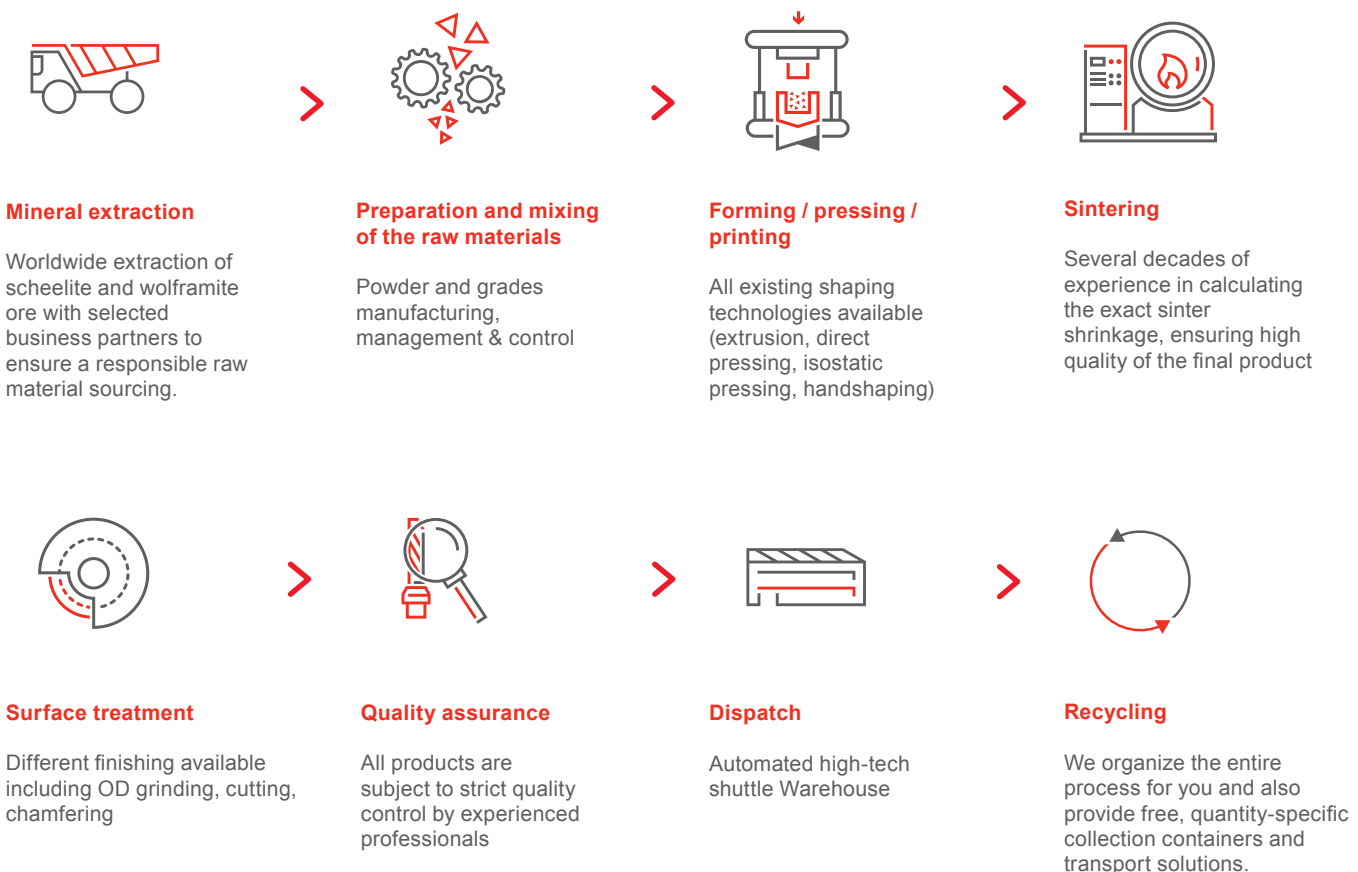 Mineral extraction
Worldwide extraction of
scheelite and wolframite
ore with selected
business partners to
ensure a responsible raw
material sourcing.
Preparation and mixing
of the raw materials
Powder and grades
manufacturing,
management & control
Forming / pressing /
printing
All existing shaping
technologies available
(extrusion, direct
pressing, isostatic
pressing, handshaping)
Sintering
Several decades of
experience in calculating
the exact sinter
shrinkage, ensuring high
quality of the final product
Surface treatment
Different finishing available
including OD grinding, cutting,
chamfering
Quality assurance
All products are
subject to strict quality
control by experienced
professionals
Dispatch
Automated high-tech
shuttle Warehouse
Recycling
We organize the entire
process for you and also
provide free, quantity-specific
collection containers and
transport solutions.